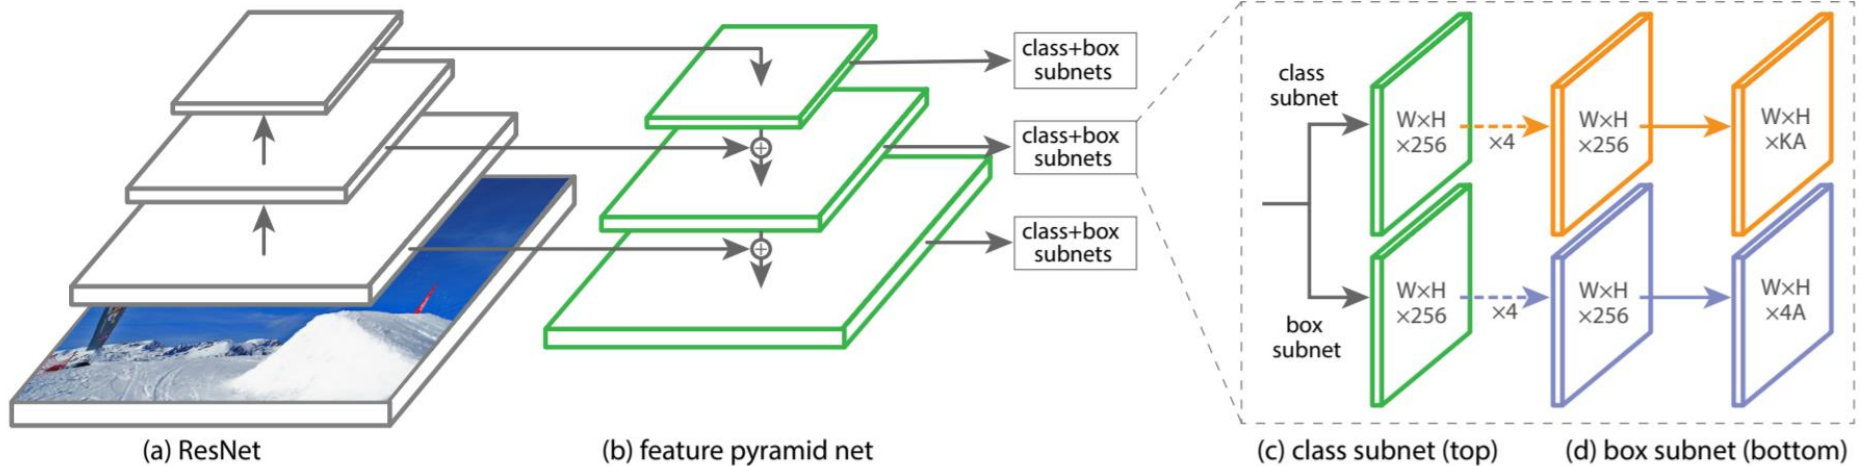 class+box
subnets
class+box
subnets
class+box
subnets
class
subnet
W×H
×256
×4
W×H
×256
W×H
×KA
box
subnet
W×H
×256
×4
W×H
×256
W×H
×4A
(a) ResNet
(b) feature pyramid net
(c) class subnet (top)
(d) box subnet (bottom)